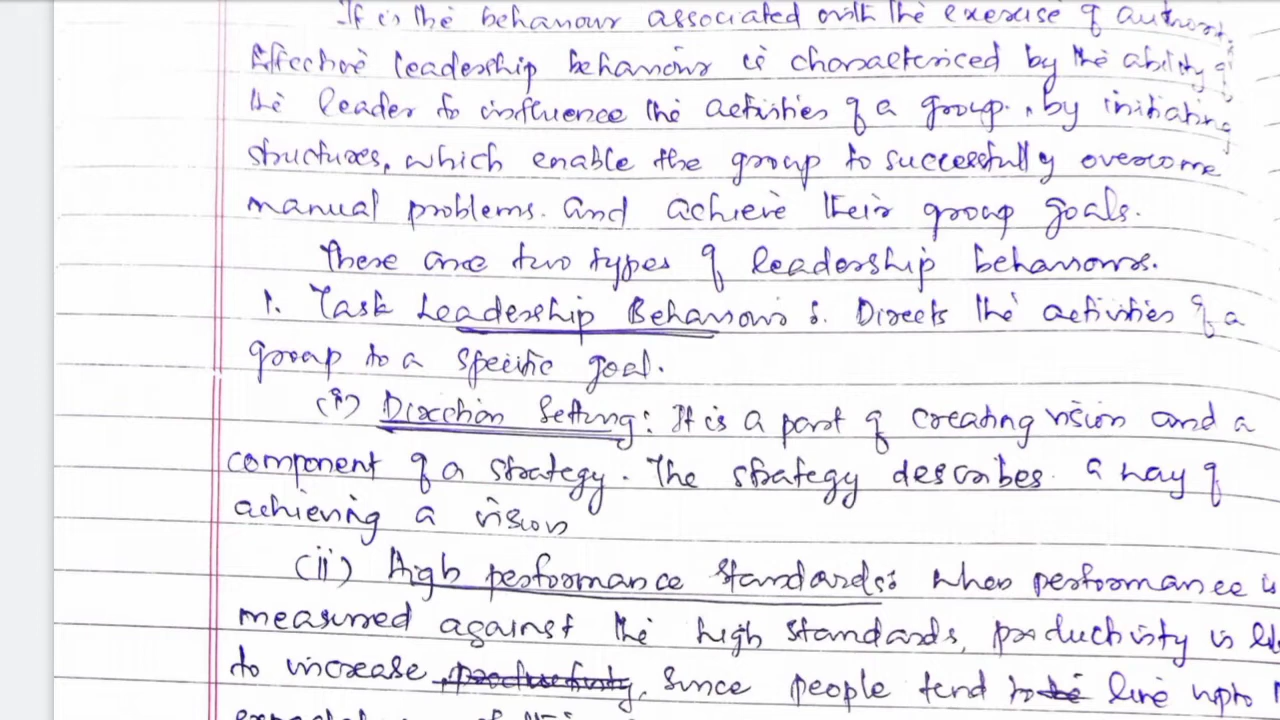 It is the behaviour associated with the exercise of
Effective leadership behaviour is characterized by the ability of
the leader to influence the activities of a group, by initiating
structures, which enable the group to successfully overcome
manual problems. and achieve their group goals.
There are two types of leadership behaviours.
1. Task Leadership Behaviour :. Directs the activities of a
group to a specific goal.
(i) Direction Setting: It is a part of creating vision and a
component of a strategy. The strategy describes a way of
achieving a vision
(ii) High performance standards: When performance is
measured against the high standards, productivity is
to increase productivity, since people tend to be live upto